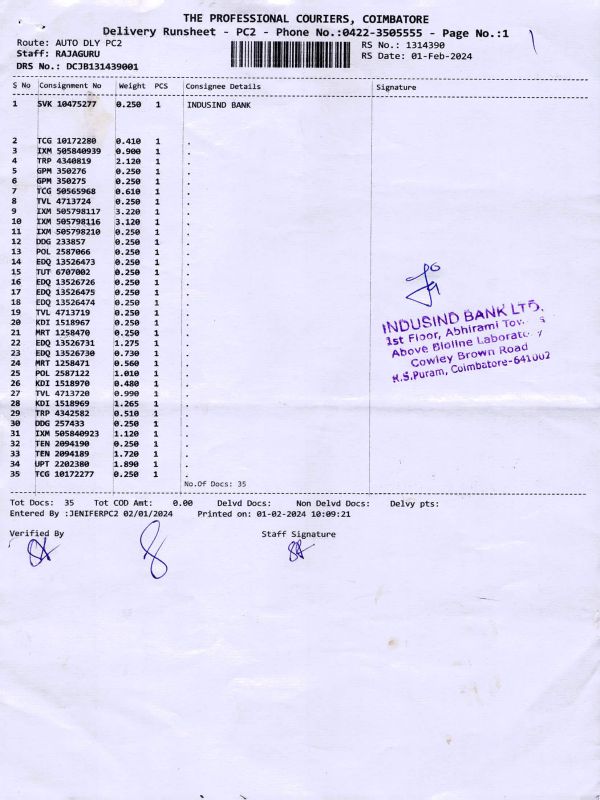 THE PROFESSIONAL COURIERS, COIMBATORE
Delivery Runsheet - PC2 - Phone No.:0422-3505555 - Page No.:1
Route: AUTO DLY PC2
RS No.: 1314390
Staff: RAJAGURU
RS Date: 01-Feb-2024
DRS No.: DCJB131439001
S No Consignment No Weight PCS Consignee Details Signature
1 SVK 10475277 0.250 1 INDUSIND BANK
2 TCG 10172280 0.410 1 .
3 IXM 505840939 0.900 1 .
4 TRP 4340819 2.120 1 .
5 GPM 350276 0.250 1 .
6 GPM 350275 0.250 1 .
7 TCG 50565968 0.610 1 .
8 TVL 4713724 0.250 1 .
9 IXM 505798117 3.220 1 .
10 IXM 505798116 3.120 1 .
11 IXM 505798210 0.250 1 .
12 DDG 233857 0.250 1 .
13 POL 2587066 0.250 1 .
14 EDQ 13526473 0.250 1 .
15 TUT 6707002 0.250 1 .
16 EDQ 13526726 0.250 1 .
17 EDQ 13526475 0.250 1 .
18 EDQ 13526474 0.250 1 .
19 TVL 4713719 0.250 1 .
20 KDI 1518967 0.250 1 .
21 MRT 1258470 0.250 1 .
22 EDQ 13526731 1.275 1 .
23 EDQ 13526730 0.730 1 .
24 MRT 1258471 0.560 1 .
25 POL 2587122 1.010 1 .
26 KDI 1518970 0.480 1 .
27 TVL 4713720 0.990 1 .
28 KDI 1518969 1.265 1 .
29 TRP 4342582 0.510 1 .
30 DDG 257433 0.250 1 .
31 IXM 505840923 1.120 1 .
32 TEN 2094190 0.250 1 .
33 TEN 2094189 1.720 1 .
34 UPT 2202380 1.890 1 .
35 TCG 10172277 0.250 1 .
INDUSIND BANK LTD.
1st Floor, Abhirami
Above Bioline
Cowley Brown Road
R.S.Puram, Coimbatore-641002
No.Of Docs: 35
Tot Docs: 35 Tot COD Amt: 0.00 Delvd Docs: Non Delvd Docs: Delvy pts:
Entered By :JENIFERPC2 02/01/2024 Printed on: 01-02-2024 10:09:21
Verified By Staff Signature